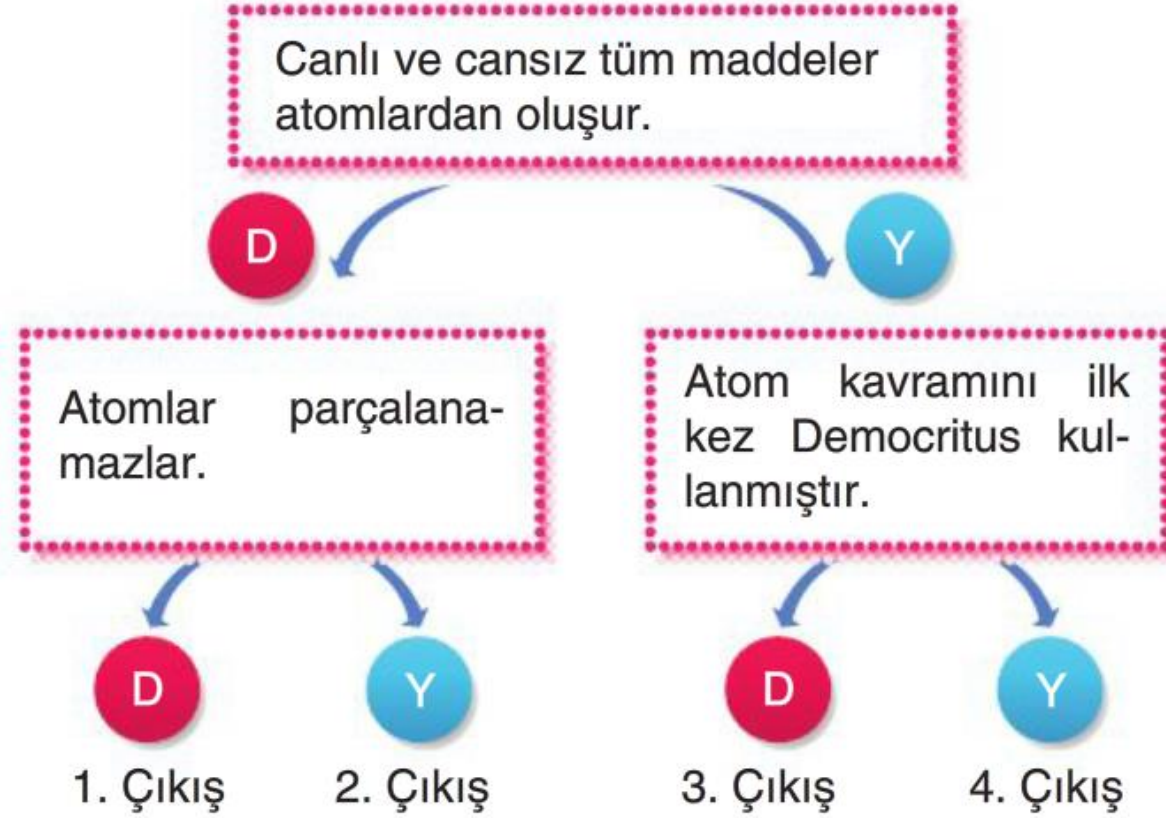 Canlı ve cansız tüm maddeler
atomlardan oluşur.
D
Y
Atomlar parçalana-
mazlar.
Atom kavramını ilk
kez Democritus kul-
lanmıştır.
D
Y
D
Y
1. Çıkış
2. Çıkış
3. Çıkış
4. Çıkış